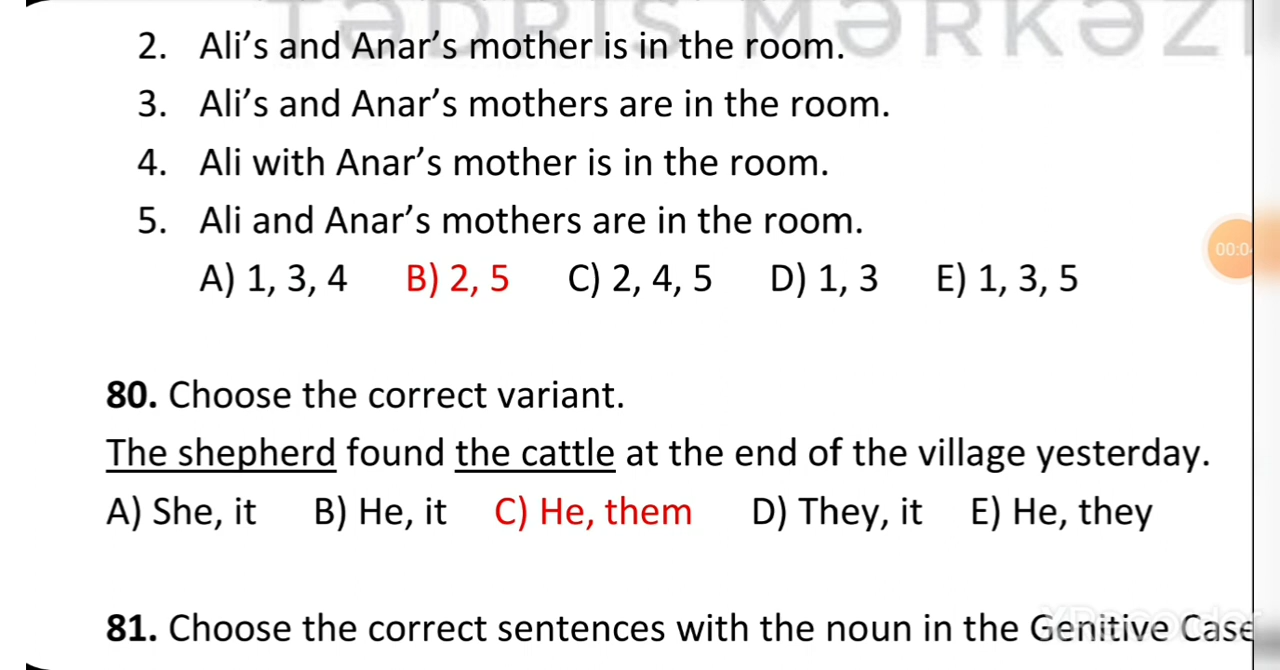 TƏDRİS MƏRKƏZİ
2. Ali’s and Anar’s mother is in the room.
3. Ali’s and Anar’s mothers are in the room.
4. Ali with Anar’s mother is in the room.
5. Ali and Anar’s mothers are in the room.
A) 1, 3, 4 B) 2, 5 C) 2, 4, 5 D) 1, 3 E) 1, 3, 5
80. Choose the correct variant.
The shepherd found the cattle at the end of the village yesterday.
A) She, it B) He, it C) He, them D) They, it E) He, they
81. Choose the correct sentences with the noun in the Genitive Case